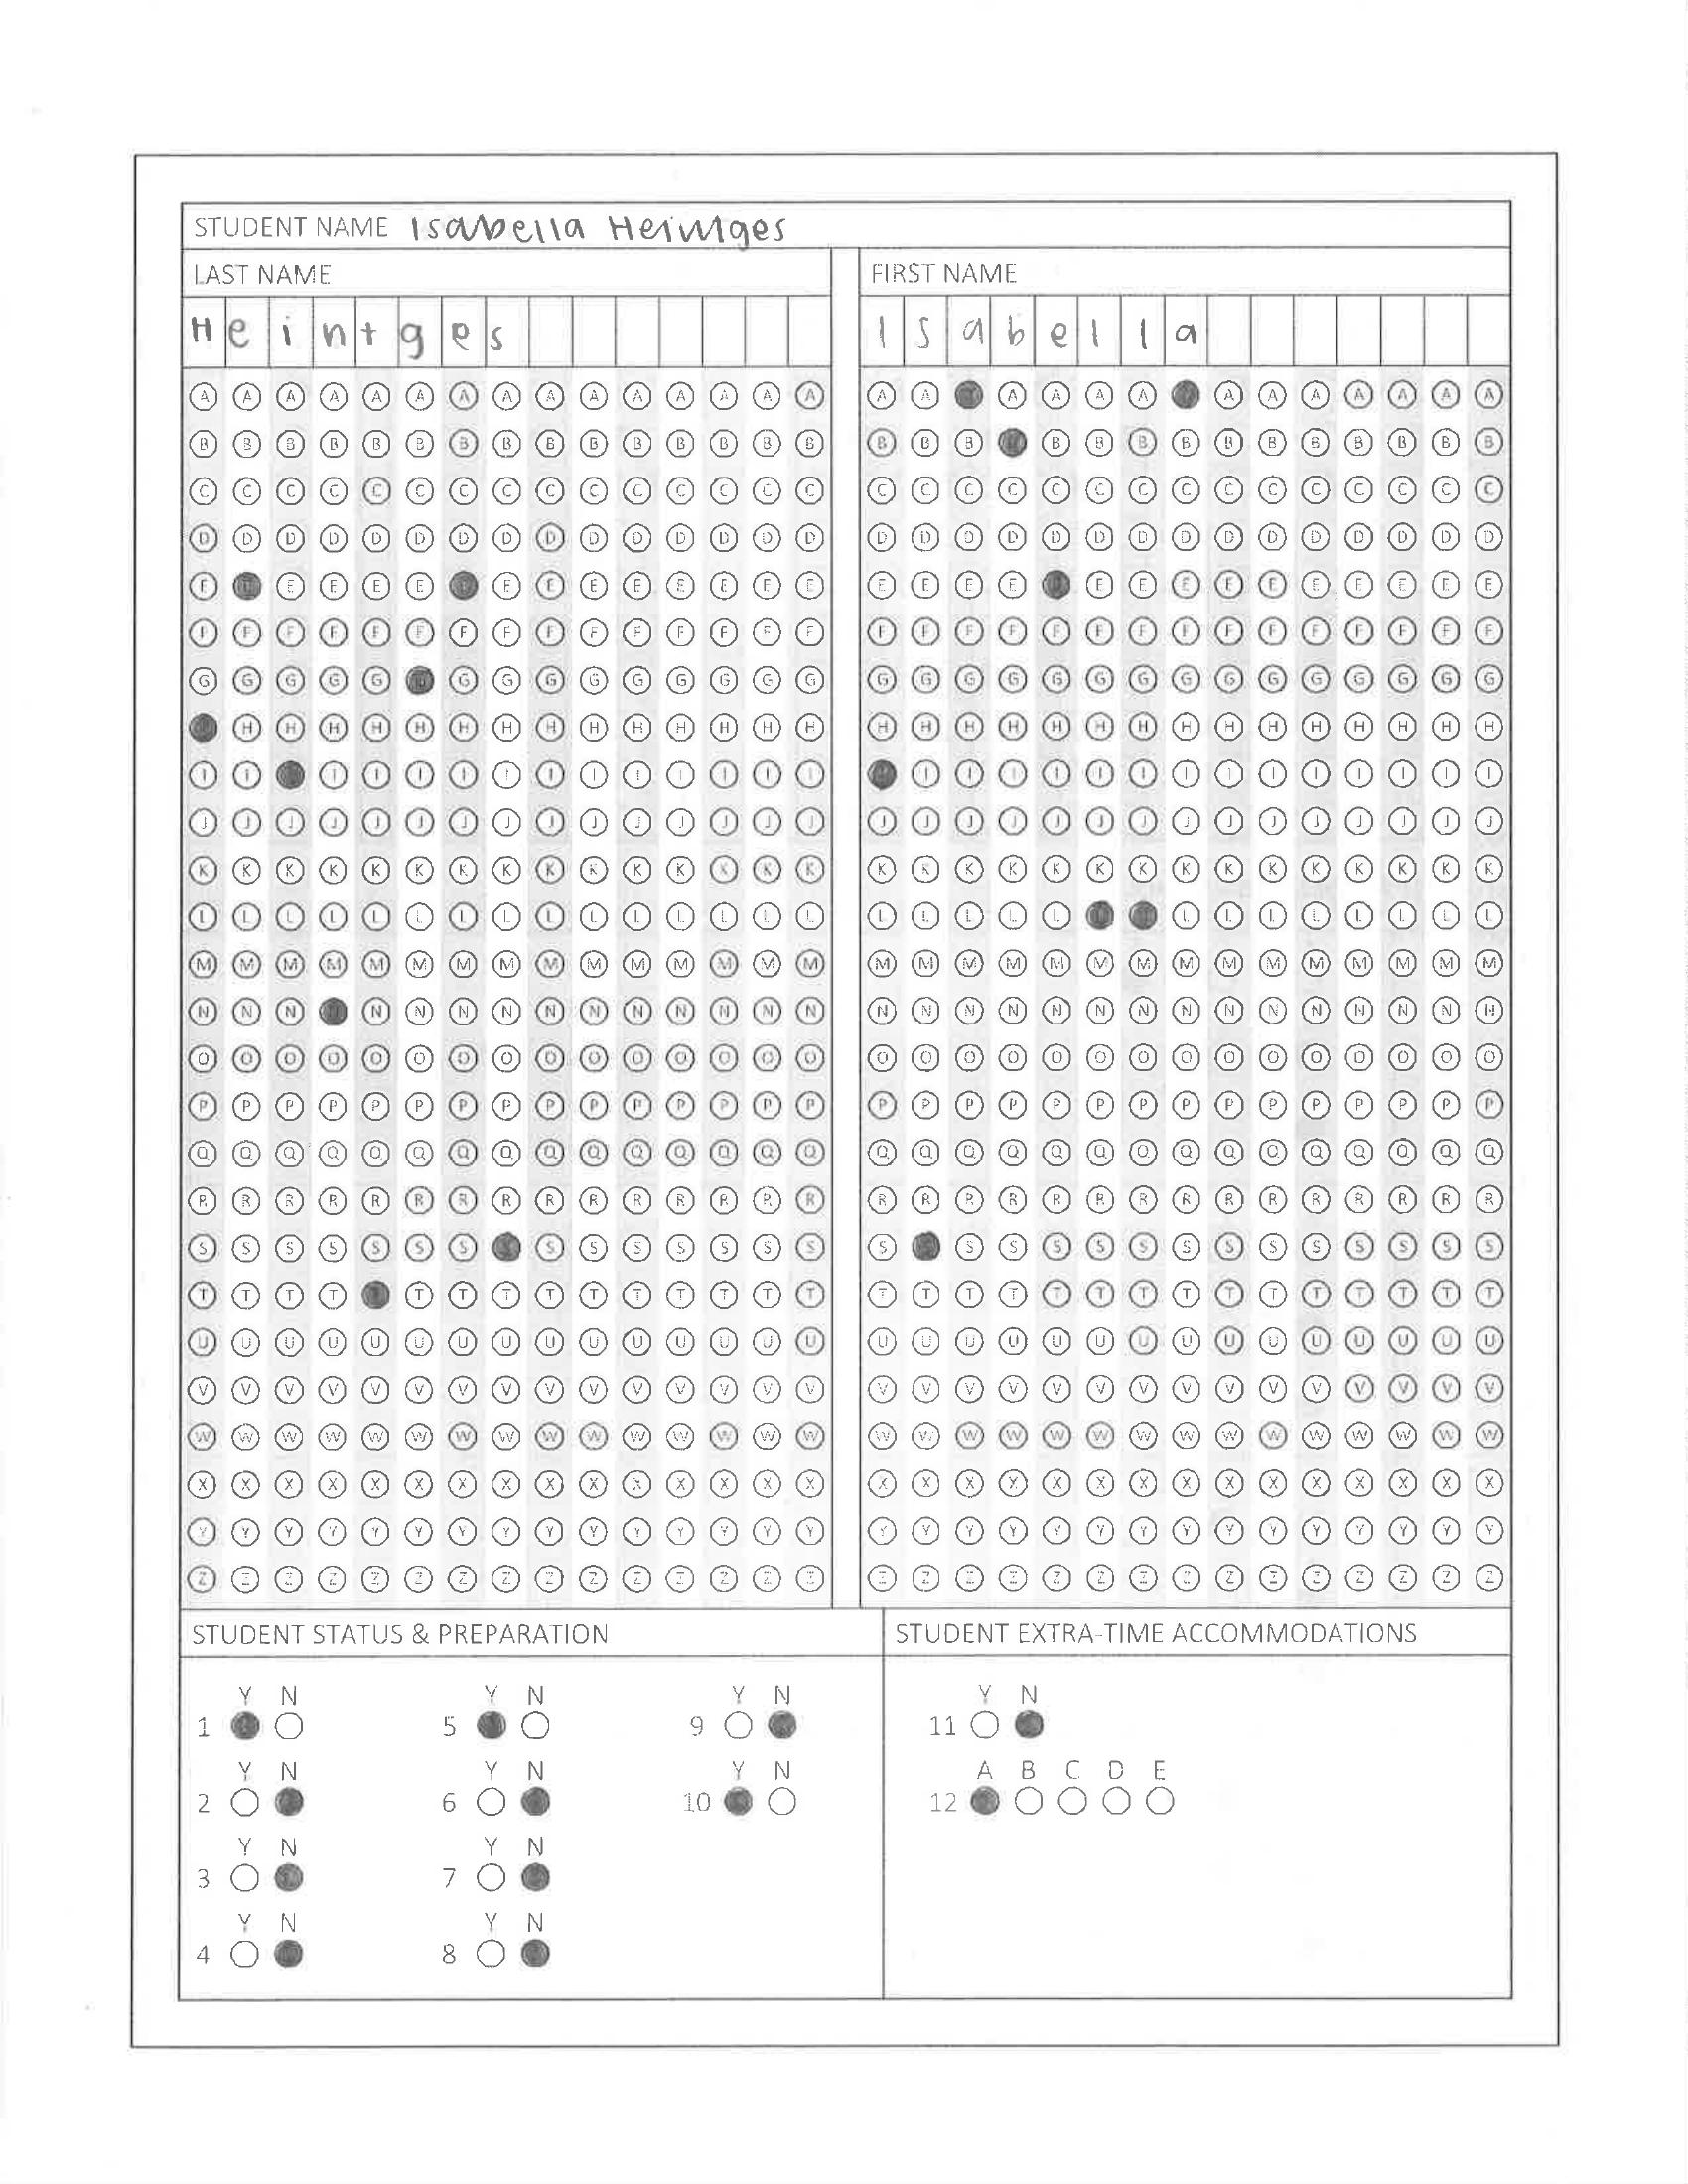 STUDENT NAME Isabella Heintges
LAST NAME FIRST NAME
H e i n t g e s I s a b e l l a
A A A A A A A A A A A A A A A A A A A A A A A A A A A A
B B B B B B B B B B B B B B B B B B B B B B B B B B B B B
C C C C C C C C C C C C C C C C C C C C C C C C C C C C C C
D D D D D D D D D D D D D D D D D D D D D D D D D D D D D D
E E E E E E E E E E E E E E E E E E E E E E E E E E E
F F F F F F F F F F F F F F F F F F F F F F F F F F F F F F
G G G G G G G G G G G G G G G G G G G G G G G G G G G G G
H H H H H H H H H H H H H H H H H H H H H H H H H H H H H
I I I I I I I I I I I I I I I I I I I I I I I I I I I I
J J J J J J J J J J J J J J J J J J J J J J J J J J J J J J
K K K K K K K K K K K K K K K K K K K K K K K K K K K K K K
L L L L L L L L L L L L L L L L L L L L L L L L L L L L
M M M M M M M M M M M M M M M M M M M M M M M M M M M M M M
N N N N N N N N N N N N N N N N N N N N N N N N N N N N N
O O O O O O O O O O O O O O O O O O O O O O O O O O O O O O
P P P P P P P P P P P P P P P P P P P P P P P P P P P P P P
Q Q Q Q Q Q Q Q Q Q Q Q Q Q Q Q Q Q Q Q Q Q Q Q Q Q Q Q Q Q
R R R R R R R R R R R R R R R R R R R R R R R R R R R R R R
S S S S S S S S S S S S S S S S S S S S S S S S S S S S
T T T T T T T T T T T T T T T T T T T T T T T T T T T T T
U U U U U U U U U U U U U U U U U U U U U U U U U U U U U U
V V V V V V V V V V V V V V V V V V V V V V V V V V V V V V
W W W W W W W W W W W W W W W W W W W W W W W W W W W W W W
X X X X X X X X X X X X X X X X X X X X X X X X X X X X X X
Y Y Y Y Y Y Y Y Y Y Y Y Y Y Y Y Y Y Y Y Y Y Y Y Y Y Y Y Y Y
Z Z Z Z Z Z Z Z Z Z Z Z Z Z Z Z Z Z Z Z Z Z Z Z Z Z Z Z Z Z
STUDENT STATUS & PREPARATION STUDENT EXTRA-TIME ACCOMMODATIONS
Y N Y N Y N Y N
1 5 9 11
Y N Y N Y N A B C D E
2 6 10 12
Y N Y N
3 7
Y N Y N
4 8